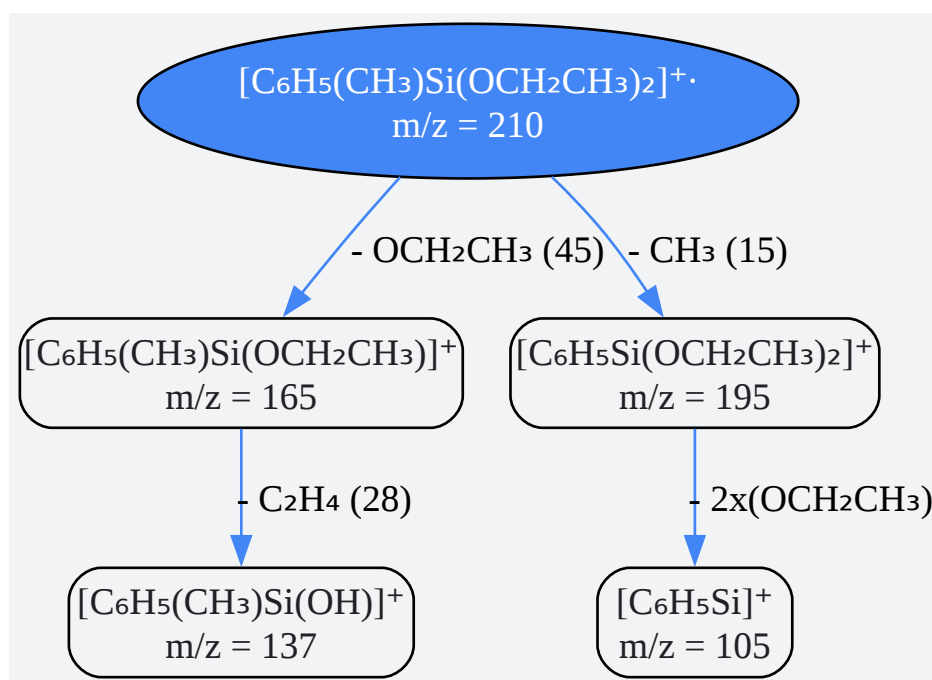 [C₆H₅(CH₃)Si(OCH₂CH₃)₂]⁺·
m/z = 210
- OCH₂CH₃ (45)
- CH₃ (15)
[C₆H₅(CH₃)Si(OCH₂CH₃)]⁺
m/z = 165
[C₆H₅Si(OCH₂CH₃)₂]⁺
m/z = 195
- C₂H₄ (28)
- 2x(OCH₂CH₃)
[C₆H₅(CH₃)Si(OH)]⁺
m/z = 137
[C₆H₅Si]⁺
m/z = 105